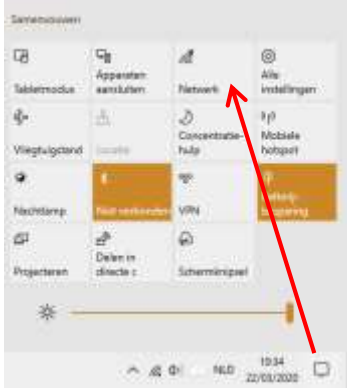 Samenvouwen
Tabletmodus
Apparaten
aansluiten
Netwerk
Alle
instellingen
Vliegtuigstand
Locatie
Concentratie-
hulp
Mobiele
hotspot
Nachtlamp
Niet verbonden
VPN
Batterij-
besparing
Projecteren
Delen in
directe
Schermknipsel
NLD
19:34
22/03/2020